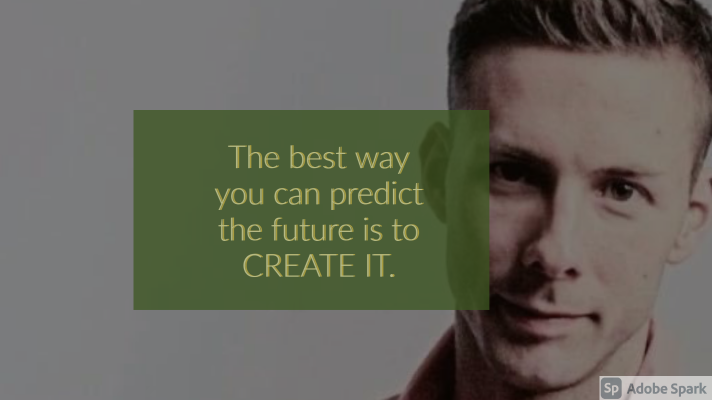 The best way
you can predict
the future is to
CREATE IT.
Sp Adobe Spark